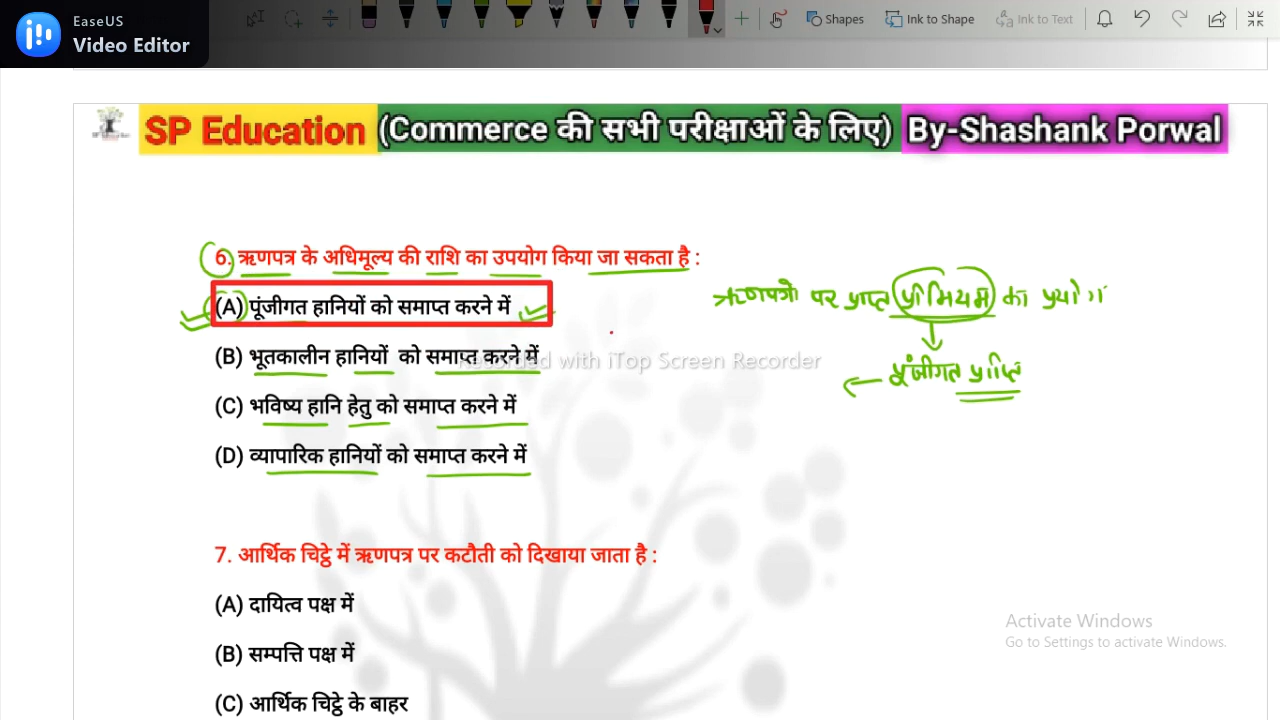 EaseUS
Video Editor
Shapes
Ink to Shape
Ink to Text
SP Education (Commerce की सभी परीक्षाओं के लिए) By-Shashank Porwal
6. ऋणपत्र के अधिमूल्य की राशि का उपयोग किया जा सकता है :
(A) पूंजीगत हानियों को समाप्त करने में
(B) भूतकालीन हानियों को समाप्त करने में
(C) भविष्य हानि हेतु को समाप्त करने में
(D) व्यापारिक हानियों को समाप्त करने में
ऋणपत्रो पर प्राप्त प्रीमियम का प्रयोग
पूंजीगत प्राप्ति
Recorded with iTop Screen Recorder
7. आर्थिक चिट्ठे में ऋणपत्र पर कटौती को दिखाया जाता है :
(A) दायित्व पक्ष में
(B) सम्पत्ति पक्ष में
(C) आर्थिक चिट्ठे के बाहर
Activate Windows
Go to Settings to activate Windows.